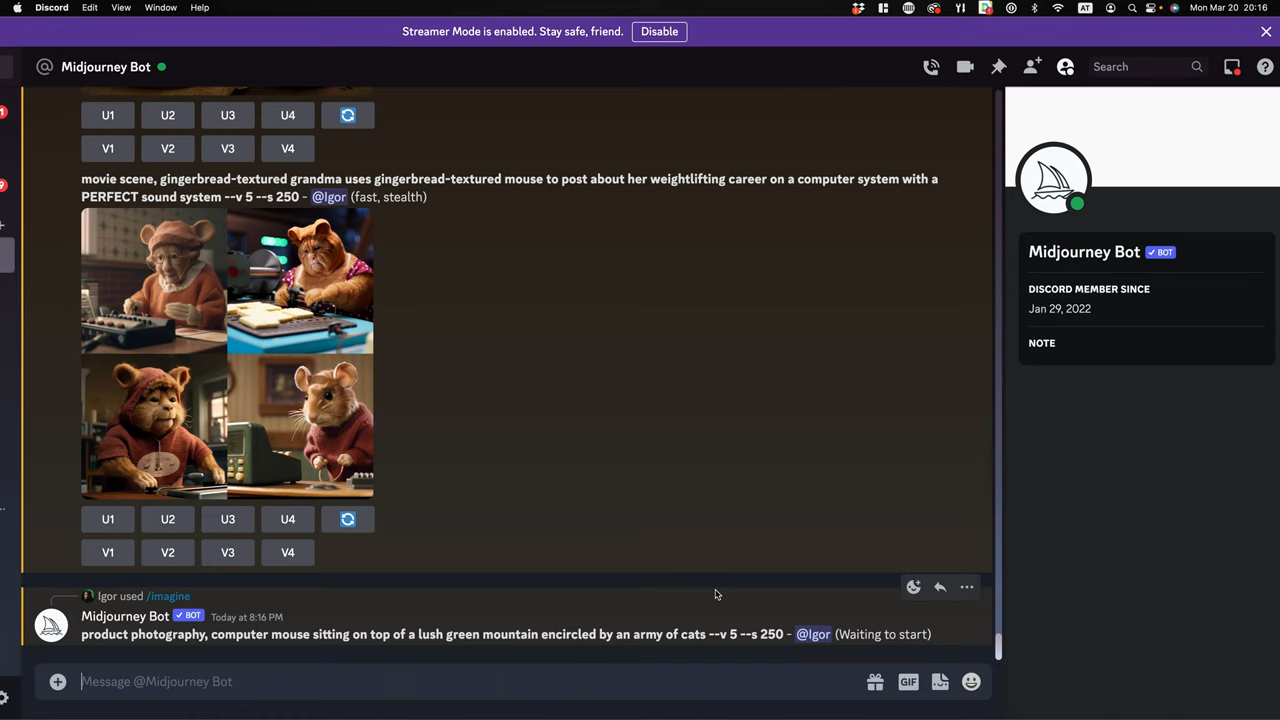 Discord Edit View Window Help
AT
Mon Mar 20 20:16
Streamer Mode is enabled. Stay safe, friend. Disable
Midjourney Bot
Search
U1 U2 U3 U4
V1 V2 V3 V4
movie scene, gingerbread-textured grandma uses gingerbread-textured mouse to post about her weightlifting career on a computer system with a
PERFECT sound system --v 5 --s 250 - @Igor (fast, stealth)
U1 U2 U3 U4
V1 V2 V3 V4
Igor used /imagine
Midjourney Bot ✓ BOT Today at 8:16 PM
product photography, computer mouse sitting on top of a lush green mountain encircled by an army of cats --v 5 --s 250 - @Igor (Waiting to start)
Message @Midjourney Bot
GIF
Midjourney Bot ✓ BOT
DISCORD MEMBER SINCE
Jan 29, 2022
NOTE